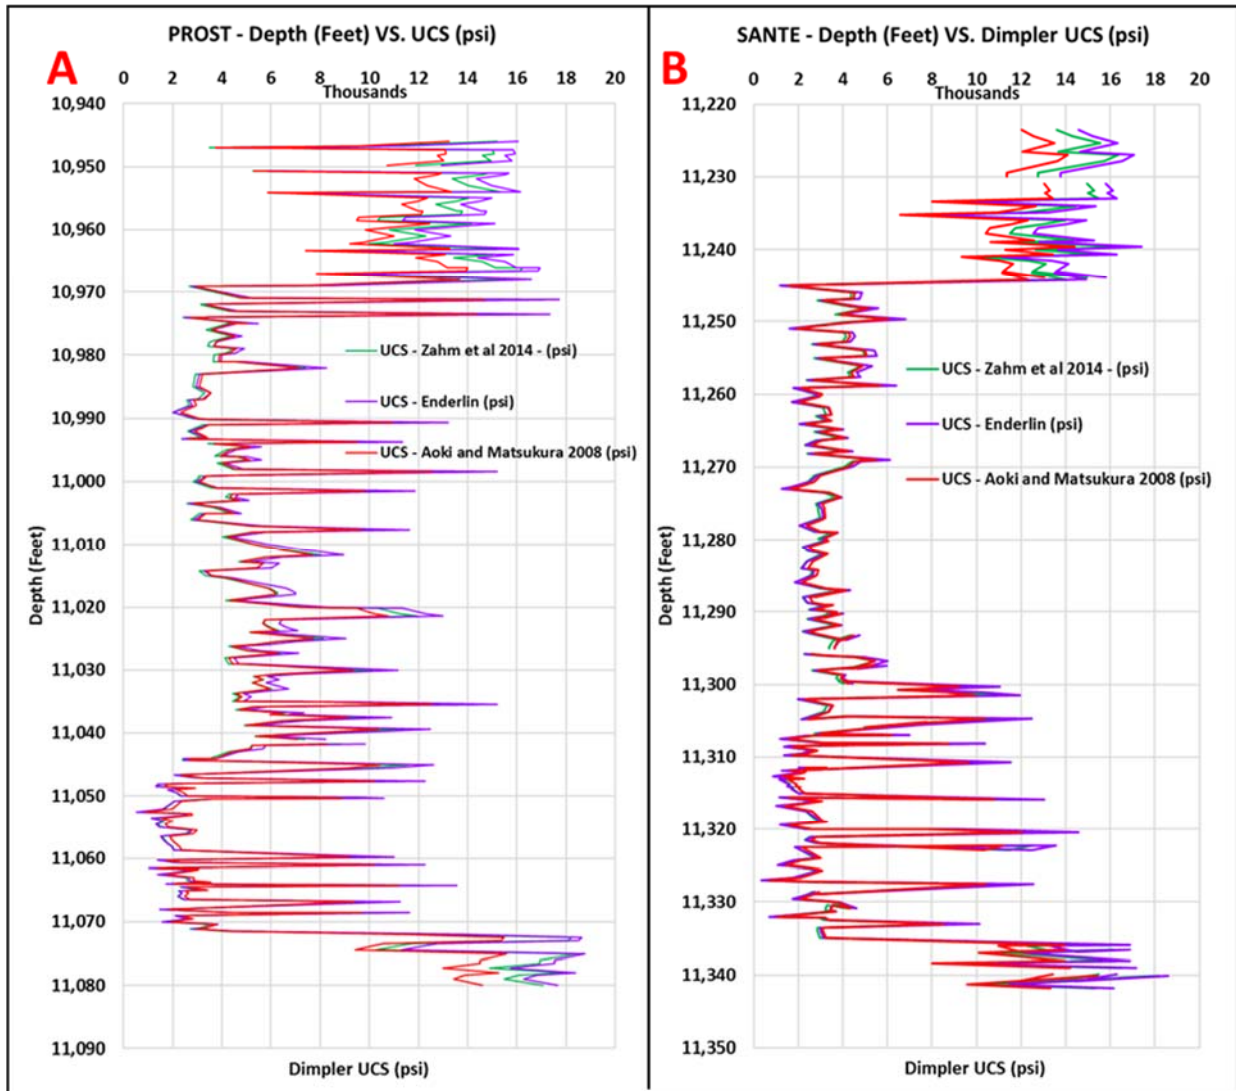 PROST - Depth (Feet) VS. UCS (psi)
A
0 2 4 6 8 10 12 14 16 18 20
Thousands
10,940
10,950
10,960
10,970
10,980
10,990
11,000
11,010
11,020
11,030
11,040
11,050
11,060
11,070
11,080
11,090
Depth (Feet)
UCS - Zahm et al 2014 - (psi)
UCS - Enderlin (psi)
UCS - Aoki and Matsukura 2008 (psi)
Dimpler UCS (psi)
SANTE - Depth (Feet) VS. Dimpler UCS (psi)
B
0 2 4 6 8 10 12 14 16 18 20
Thousands
11,220
11,230
11,240
11,250
11,260
11,270
11,280
11,290
11,300
11,310
11,320
11,330
11,340
11,350
Depth (Feet)
UCS - Zahm et al 2014 - (psi)
UCS - Enderlin (psi)
UCS - Aoki and Matsukura 2008 (psi)
Dimpler UCS (psi)